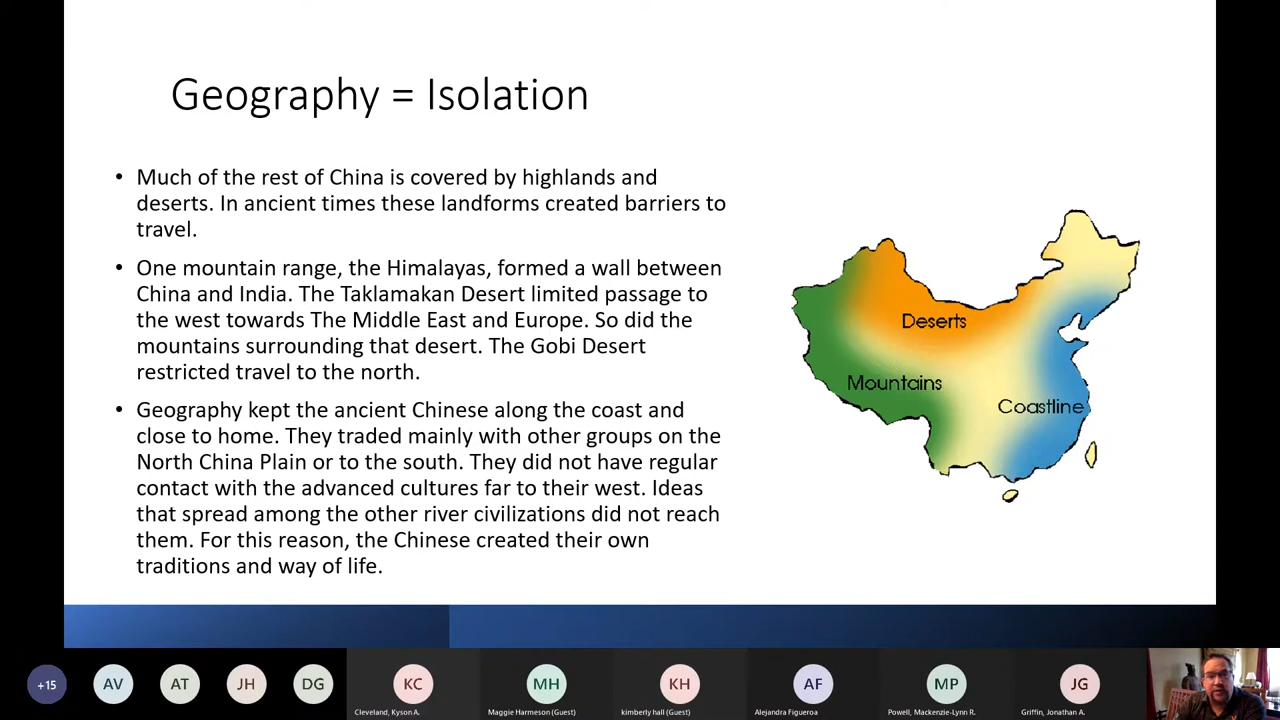 Geography = Isolation
• Much of the rest of China is covered by highlands and
deserts. In ancient times these landforms created barriers to
travel.
• One mountain range, the Himalayas, formed a wall between
China and India. The Taklamakan Desert limited passage to
the west towards The Middle East and Europe. So did the
mountains surrounding that desert. The Gobi Desert
restricted travel to the north.
• Geography kept the ancient Chinese along the coast and
close to home. They traded mainly with other groups on the
North China Plain or to the south. They did not have regular
contact with the advanced cultures far to their west. Ideas
that spread among the other river civilizations did not reach
them. For this reason, the Chinese created their own
traditions and way of life.
Deserts
Mountains
Coastline
+15
AV
AT
JH
DG
KC
MH
KH
AF
MP
JG
Cleveland, Kyson A.
Maggie Harmeson (Guest)
kimberly hall (Guest)
Alejandra Figueroa
Powell, Mackenzie-Lynn R.
Griffin, Jonathan A.